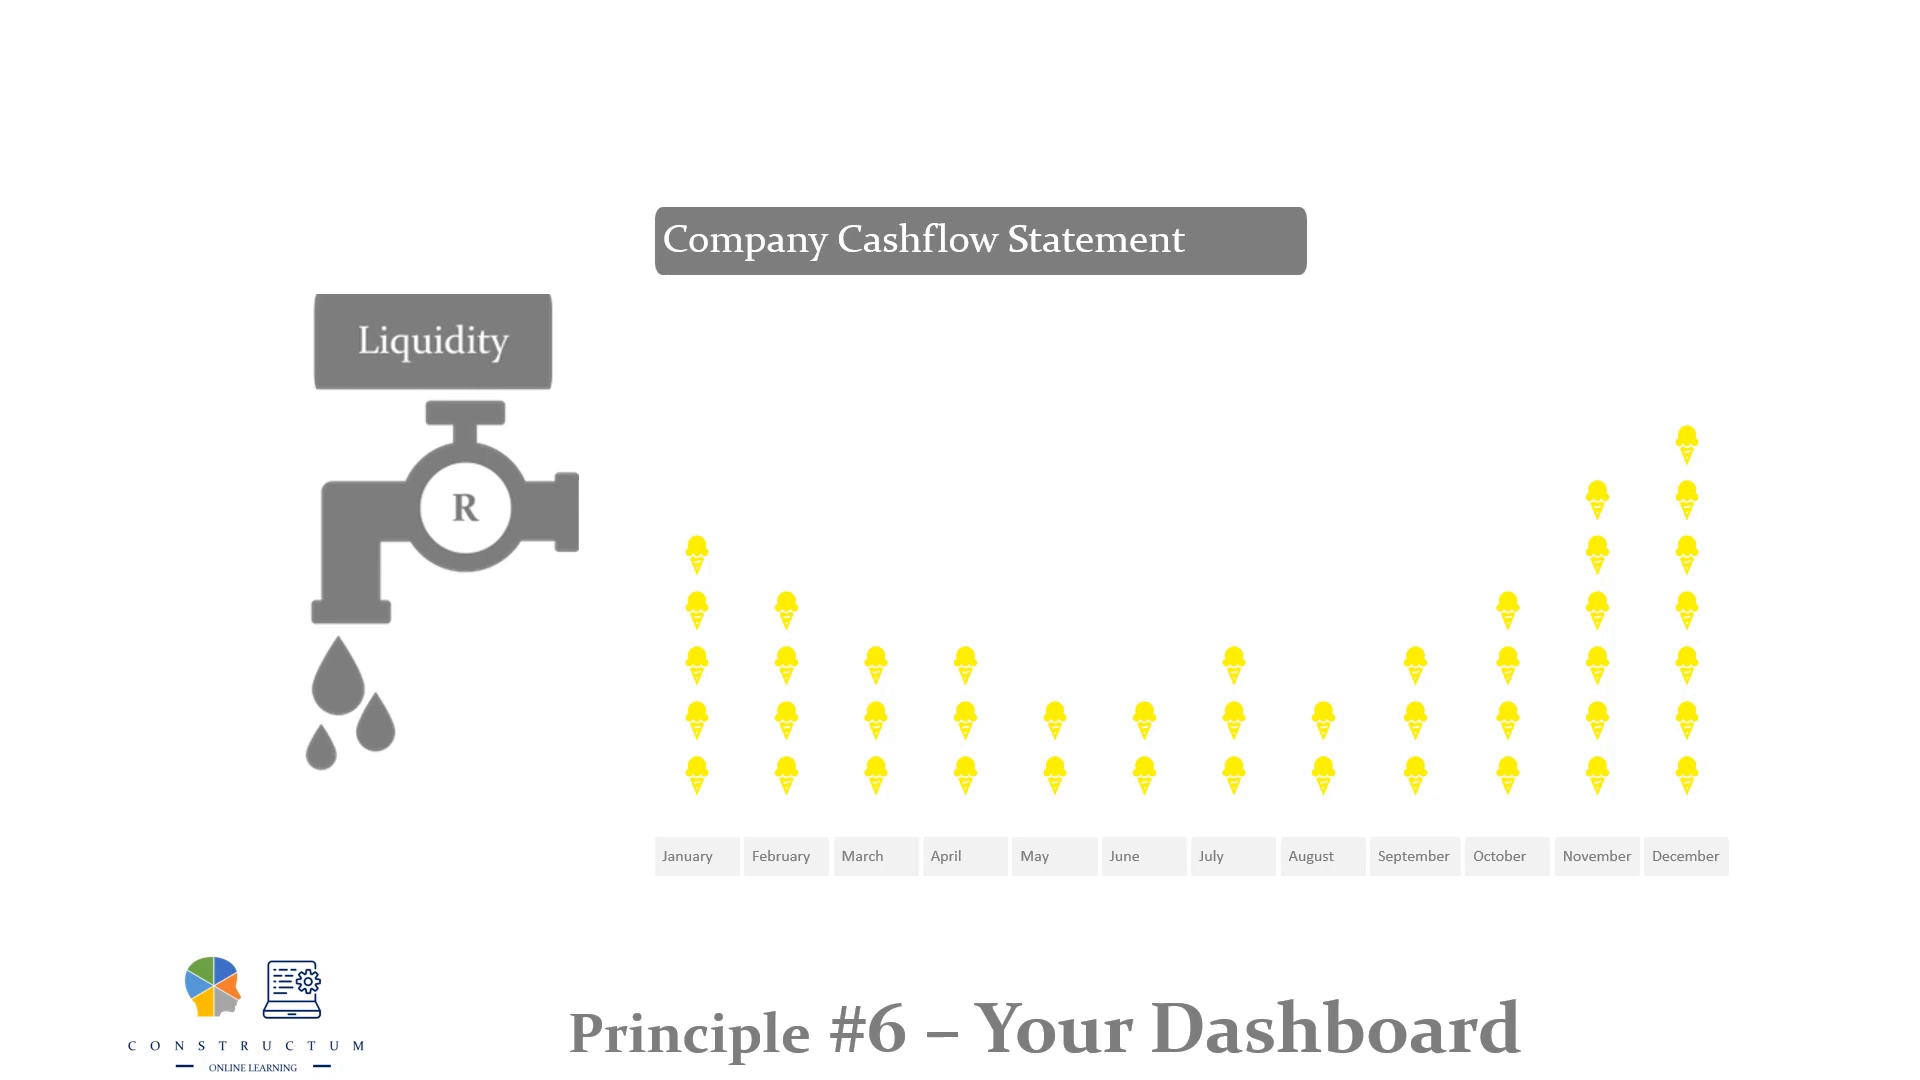 Company Cashflow Statement
Liquidity
R
January February March April May June July August September October November December
CONSTRUCTUM
ONLINE LEARNING
Principle #6 – Your Dashboard